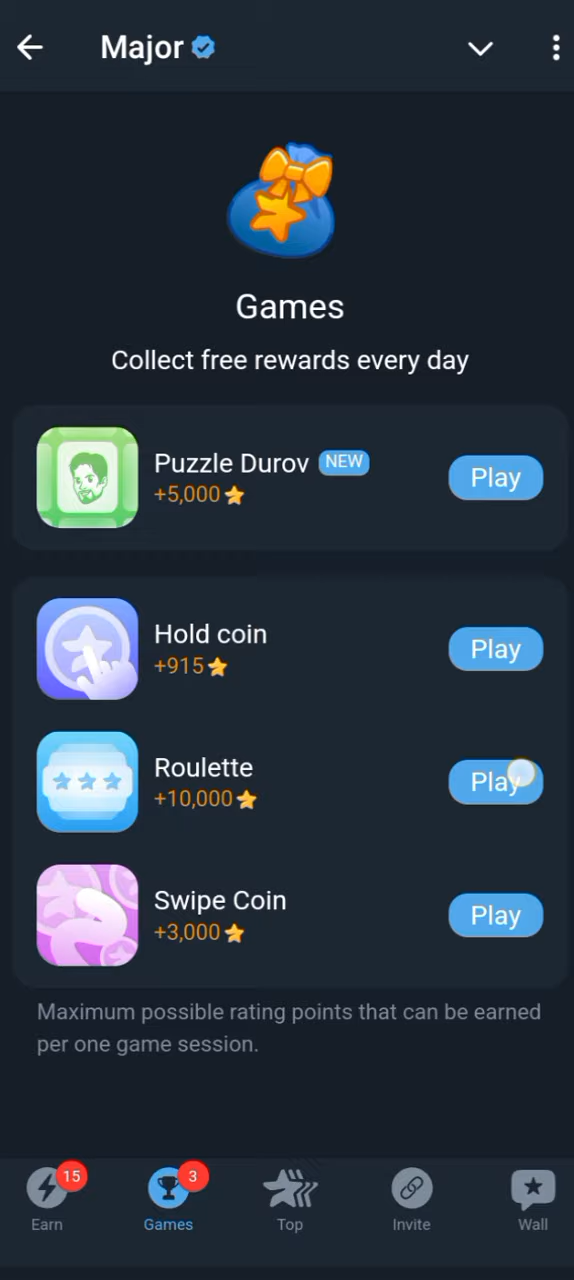 Major
Games
Collect free rewards every day
Puzzle Durov NEW
+5,000
Play
Hold coin
+915
Play
Roulette
+10,000
Play
Swipe Coin
+3,000
Play
Maximum possible rating points that can be earned
per one game session.
15
3
Earn
Games
Top
Invite
Wall